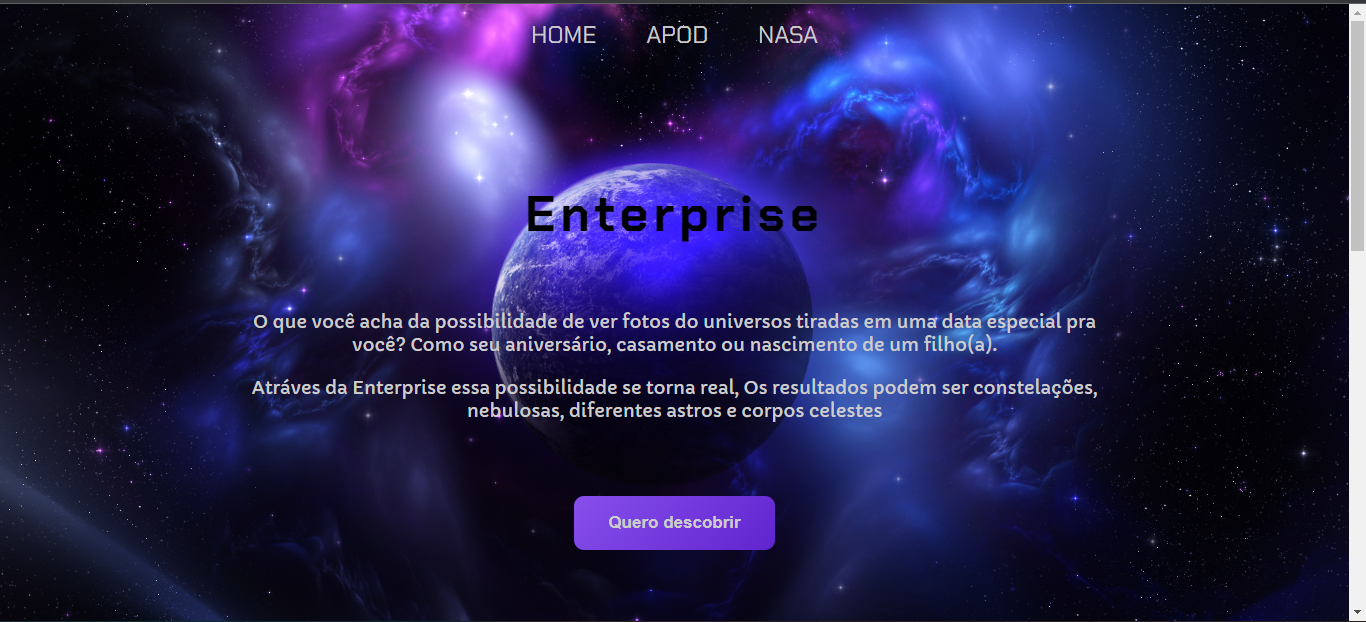 HOME APOD NASA
Enterprise
O que você acha da possibilidade de ver fotos do universos tiradas em uma data especial pra
você? Como seu aniversário, casamento ou nascimento de um filho(a).
Atráves da Enterprise essa possibilidade se torna real, Os resultados podem ser constelações,
nebulosas, diferentes astros e corpos celestes
Quero descobrir